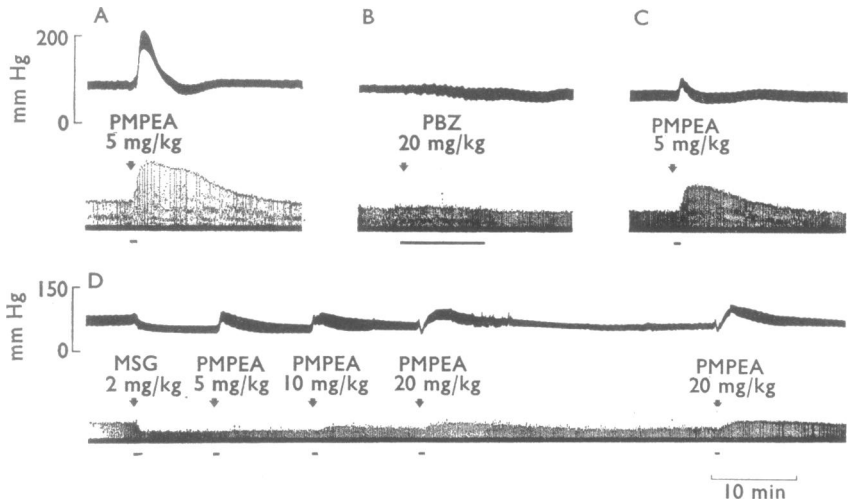 A
B
C
200
mm Hg
0
PMPEA
5 mg/kg
PBZ
20 mg/kg
PMPEA
5 mg/kg
D
150
mm Hg
0
MSG
2 mg/kg
PMPEA
5 mg/kg
PMPEA
10 mg/kg
PMPEA
20 mg/kg
PMPEA
20 mg/kg
10 min